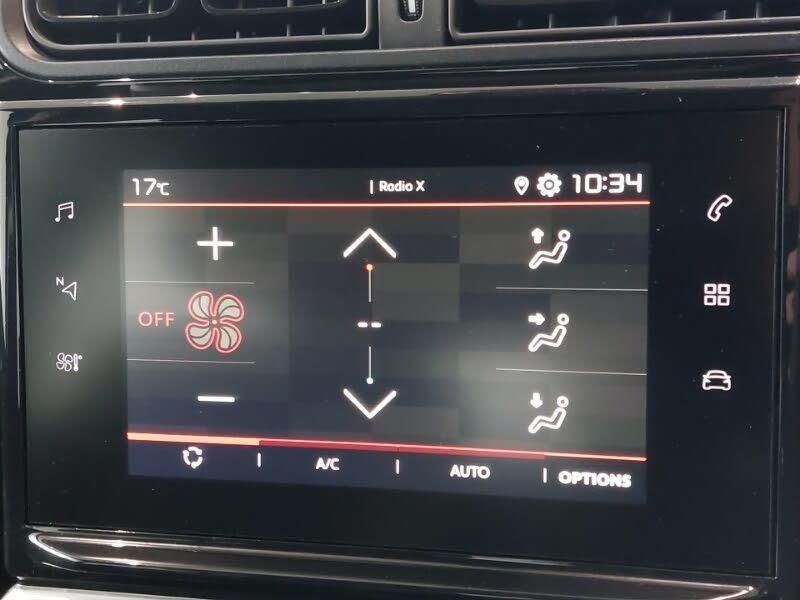 17°C
| Radio X
10:34
N
OFF
--
A/C
AUTO
OPTIONS